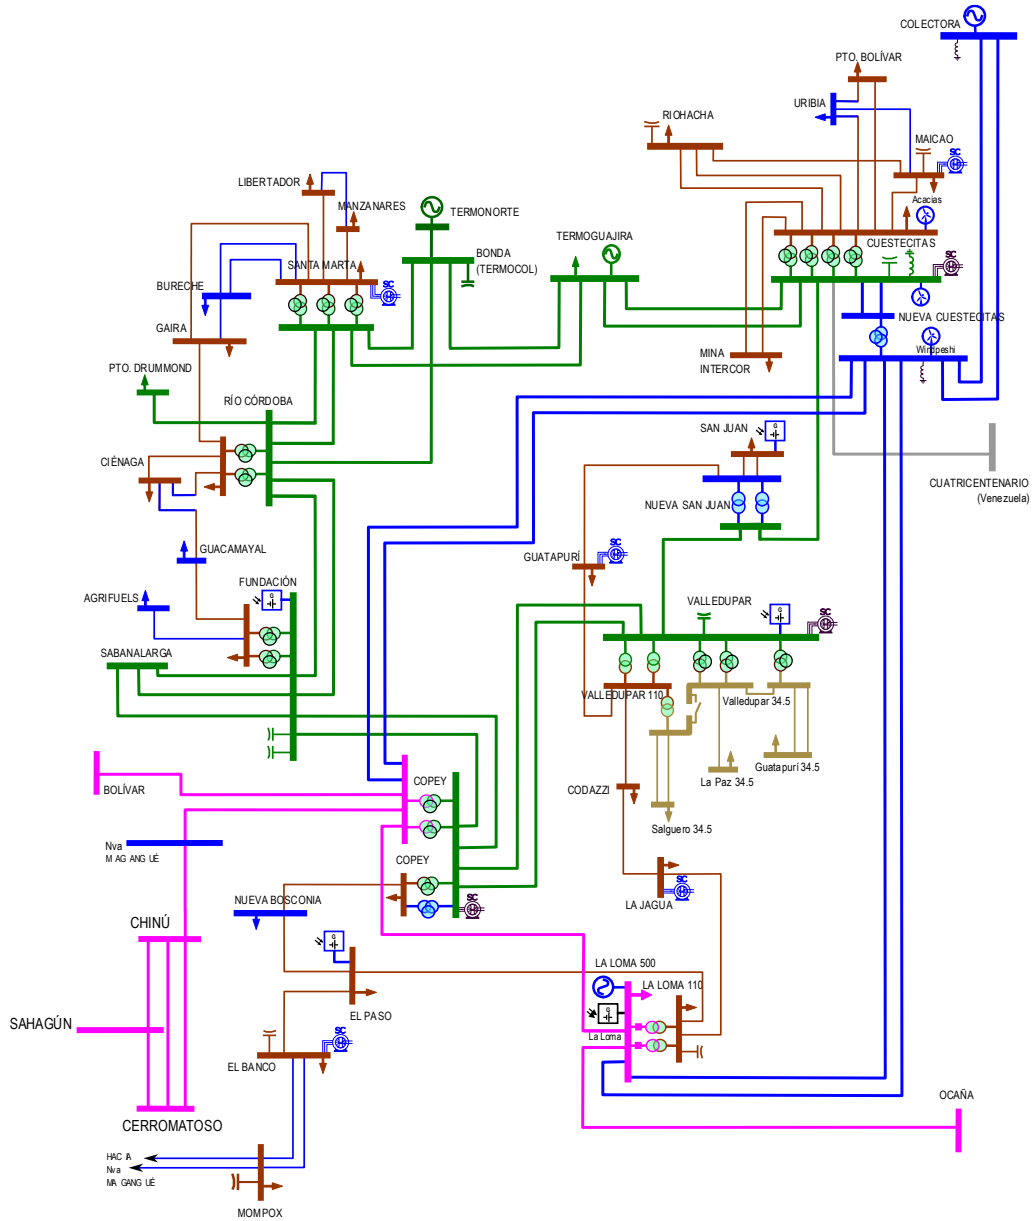 COLECTORA
PTO. BOLÍVAR
URIBIA
RIOHACHA
MAICAO
SC
Acacias
LIBERTADOR
MANZANARES
TERMONORTE
BONDA
(TERMOCOL)
TERMOGUAJIRA
CUESTECITAS
SC
SANTA MARTA
SC
BURECHE
GAIRA
NUEVA CUESTECITAS
Windpeshi
MINA
INTERCOR
PTO. DRUMMOND
RÍO CÓRDOBA
SAN JUAN
G
CIÉNAGA
NUEVA SAN JUAN
CUATRICENTENARIO
(Venezuela)
GUACAMAYAL
GUATAPURÍ
SC
FUNDACIÓN
G
AGRIFUELS
VALLEDUPAR
G
SC
SABANALARGA
VALLEDUPAR 110
Valledupar 34.5
La Paz 34.5
Guatapurí 34.5
Salguero 34.5
BOLÍVAR
COPEY
CODAZZI
Nva
MAGANGUÉ
COPEY
SC
LA JAGUA
SC
NUEVA BOSCONIA
G
CHINÚ
LA LOMA 500
LA LOMA 110
G
La Loma
EL PASO
SAHAGÚN
SC
EL BANCO
OCAÑA
CERROMATOSO
HACIA
Nva
MAGANGUÉ
MOMPOX